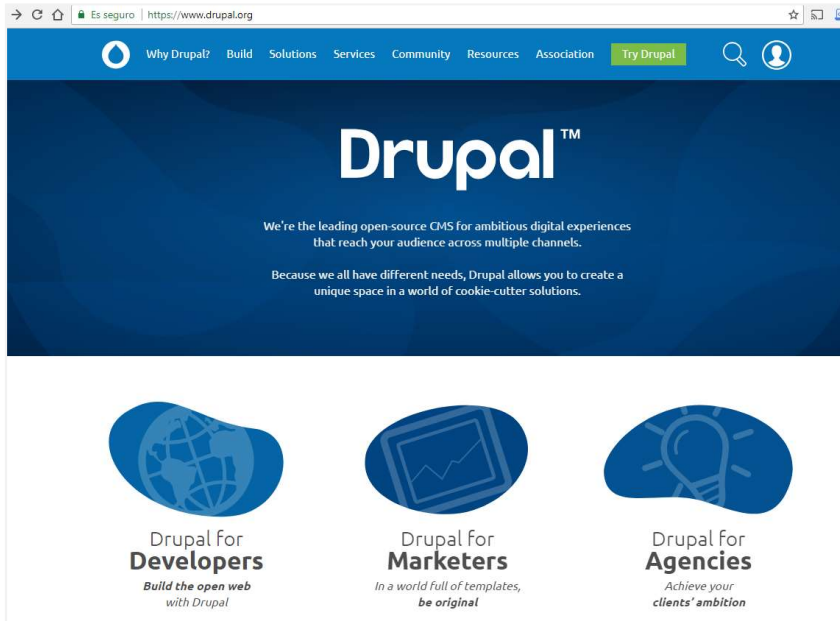 Es seguro | https://www.drupal.org
Why Drupal? Build Solutions Services Community Resources Association Try Drupal
Drupal™
We're the leading open-source CMS for ambitious digital experiences
that reach your audience across multiple channels.
Because we all have different needs, Drupal allows you to create a
unique space in a world of cookie-cutter solutions.
Drupal for
Developers
Build the open web
with Drupal
Drupal for
Marketers
In a world full of templates,
be original
Drupal for
Agencies
Achieve your
clients' ambition